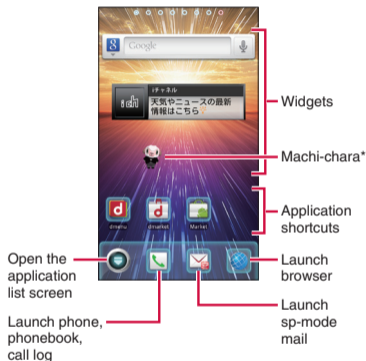 8 Google
iチャネル
ich
天気やニュースの最新
情報はこちら
Widgets
Machi-chara*
d
d
dmenu
dmarket
Market
Application
shortcuts
Open the
application
list screen
Launch phone,
phonebook,
call log
Launch
sp-mode
mail
Launch
browser